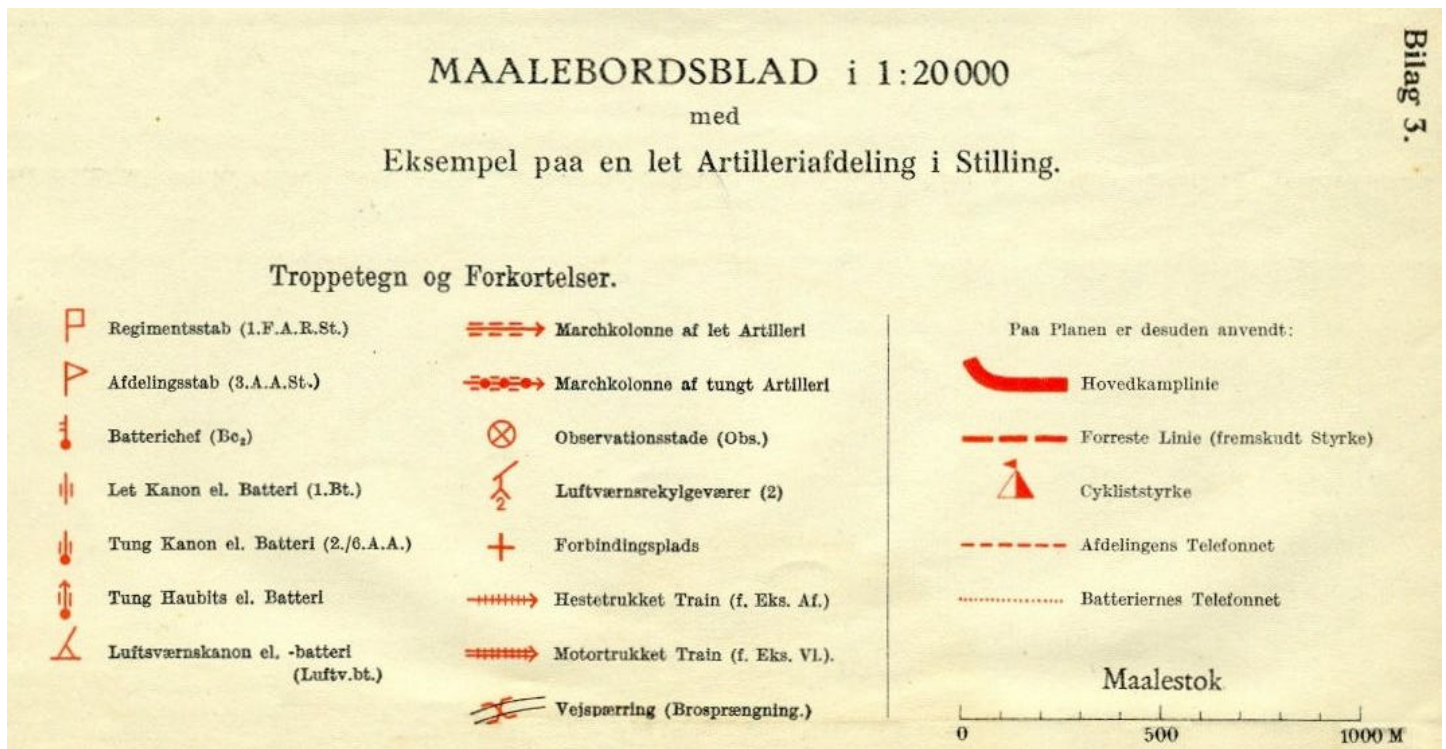 Bilag 3.
MAALEBORDSBLAD i 1:20000
med
Eksempel paa en let Artilleriafdeling i Stilling.
Troppetegn og Forkortelser.
Regimentsstab (1.F.A.R.St.)
Afdelingsstab (3.A.A.St.)
Batterichef (Bc₂)
Let Kanon el. Batteri (1.Bt.)
Tung Kanon el. Batteri (2./6.A.A.)
Tung Haubits el. Batteri
Luftsværnskanon el. -batteri
(Luftv.bt.)
Marchkolonne af let Artilleri
Marchkolonne af tungt Artilleri
Observationsstade (Obs.)
2
Luftværnsrekylgeværer (2)
Forbindingsplads
Hestetrukket Train (f. Eks. Af.)
Motortrukket Train (f. Eks. Vl.).
Vejspærring (Brosprængning.)
Paa Planen er desuden anvendt:
Hovedkamplinie
Forreste Linie (fremskudt Styrke)
Cykliststyrke
Afdelingens Telefonnet
Batteriernes Telefonnet
Maalestok
0 500 1000 M